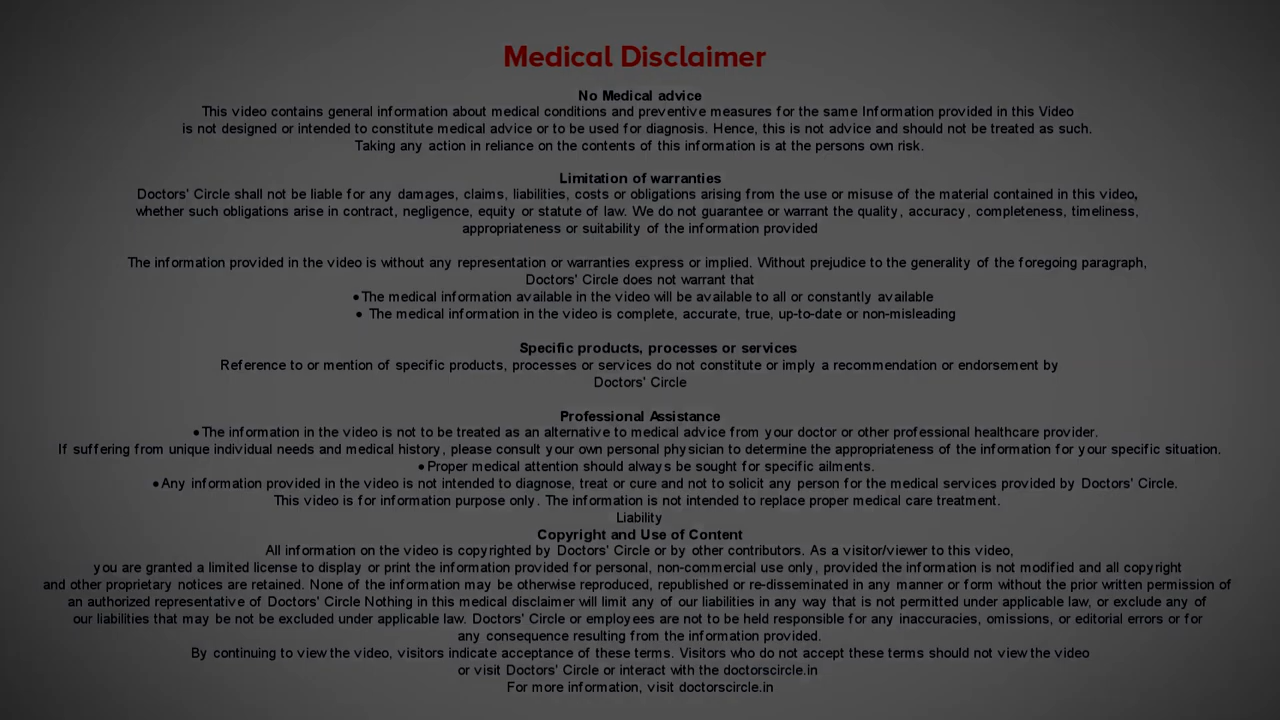 Medical Disclaimer
No Medical advice
This video contains general information about medical conditions and preventive measures for the same Information provided in this Video
is not designed or intended to constitute medical advice or to be used for diagnosis. Hence, this is not advice and should not be treated as such.
Taking any action in reliance on the contents of this information is at the persons own risk.
Limitation of warranties
Doctors' Circle shall not be liable for any damages, claims, liabilities, costs or obligations arising from the use or misuse of the material contained in this video,
whether such obligations arise in contract, negligence, equity or statute of law. We do not guarantee or warrant the quality, accuracy, completeness, timeliness,
appropriateness or suitability of the information provided
The information provided in the video is without any representation or warranties express or implied. Without prejudice to the generality of the foregoing paragraph,
Doctors' Circle does not warrant that
•The medical information available in the video will be available to all or constantly available
• The medical information in the video is complete, accurate, true, up-to-date or non-misleading
Specific products, processes or services
Reference to or mention of specific products, processes or services do not constitute or imply a recommendation or endorsement by
Doctors' Circle
Professional Assistance
•The information in the video is not to be treated as an alternative to medical advice from your doctor or other professional healthcare provider.
If suffering from unique individual needs and medical history, please consult your own personal physician to determine the appropriateness of the information for your specific situation.
•Proper medical attention should always be sought for specific ailments.
•Any information provided in the video is not intended to diagnose, treat or cure and not to solicit any person for the medical services provided by Doctors' Circle.
This video is for information purpose only. The information is not intended to replace proper medical care treatment.
Liability
Copyright and Use of Content
All information on the video is copyrighted by Doctors' Circle or by other contributors. As a visitor/viewer to this video,
you are granted a limited license to display or print the information provided for personal, non-commercial use only, provided the information is not modified and all copyright
and other proprietary notices are retained. None of the information may be otherwise reproduced, republished or re-disseminated in any manner or form without the prior written permission of
an authorized representative of Doctors' Circle Nothing in this medical disclaimer will limit any of our liabilities in any way that is not permitted under applicable law, or exclude any of
our liabilities that may be not be excluded under applicable law. Doctors' Circle or employees are not to be held responsible for any inaccuracies, omissions, or editorial errors or for
any consequence resulting from the information provided.
By continuing to view the video, visitors indicate acceptance of these terms. Visitors who do not accept these terms should not view the video
or visit Doctors' Circle or interact with the doctorscircle.in
For more information, visit doctorscircle.in